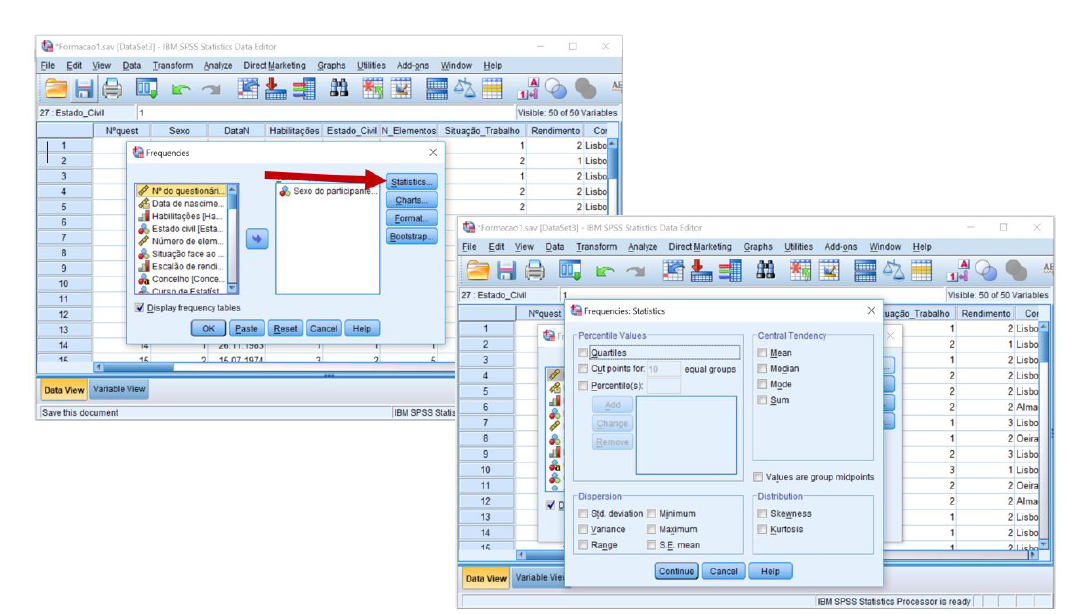 *Formacao1.sav [DataSet3] - IBM SPSS Statistics Data Editor
File Edit View Data Transform Analyze Direct Marketing Graphs Utilities Add-ons Window Help
27 : Estado_Civil 1 Visible: 50 of 50 Variables
NºquestSexo DataN Habilitações Estado_Civil N_Elementos Situação_Trabalho Rendimento Cor
1 1 2 Lisbo
2 2 1 Lisbo
3 1 2 Lisbo
4 2 2 Lisbo
5 2 2 Lisbo
6
7
8
9
10
11
12
13
14 14 1 26.11.1983 1 1
15 15 2 15.07.1974 3 2 5
Frequencies
Nº do questionári...
Data de nascime...
Habilitações [Ha...
Estado civil [Esta...
Número de elem...
Situação face ao ...
Escalão de rendi...
Concelho [Conce...
Curso de Estatíst
Sexo do participante...
Statistics...
Charts...
Format...
Bootstrap...
Display frequency tables
OK Paste Reset Cancel Help
Data View Variable View
Save this document IBM SPSS Statis
*Formacao1.sav [DataSet3] - IBM SPSS Statistics Data Editor
File Edit View Data Transform Analyze Direct Marketing Graphs Utilities Add-ons Window Help
27 : Estado_Civil 1 Visible: 50 of 50 Variables
Nºquest uação_Trabalho Rendimento Cor
1 1 2 Lisbo
2 2 1 Lisbo
3 1 2 Lisbo
4 2 2 Lisbo
5 2 2 Lisbo
6 2 2 Alma
7 1 3 Lisbo
8 1 2 Oeira
9 2 3 Lisbo
10 3 1 Lisbo
11 2 2 Oeira
12 2 2 Alma
13 1 2 Lisbo
14 1 2 Lisbo
15 1 2 Lisbo
Frequencies: Statistics
Percentile Values
Quartiles
Cut points for: 10 equal groups
Percentile(s):
Add
Change
Remove
Central Tendency
Mean
Median
Mode
Sum
Values are group midpoints
Dispersion
Std. deviation Minimum
Variance Maximum
Range S.E. mean
Distribution
Skewness
Kurtosis
Continue Cancel Help
Data View Variable Vie
IBM SPSS Statistics Processor is ready